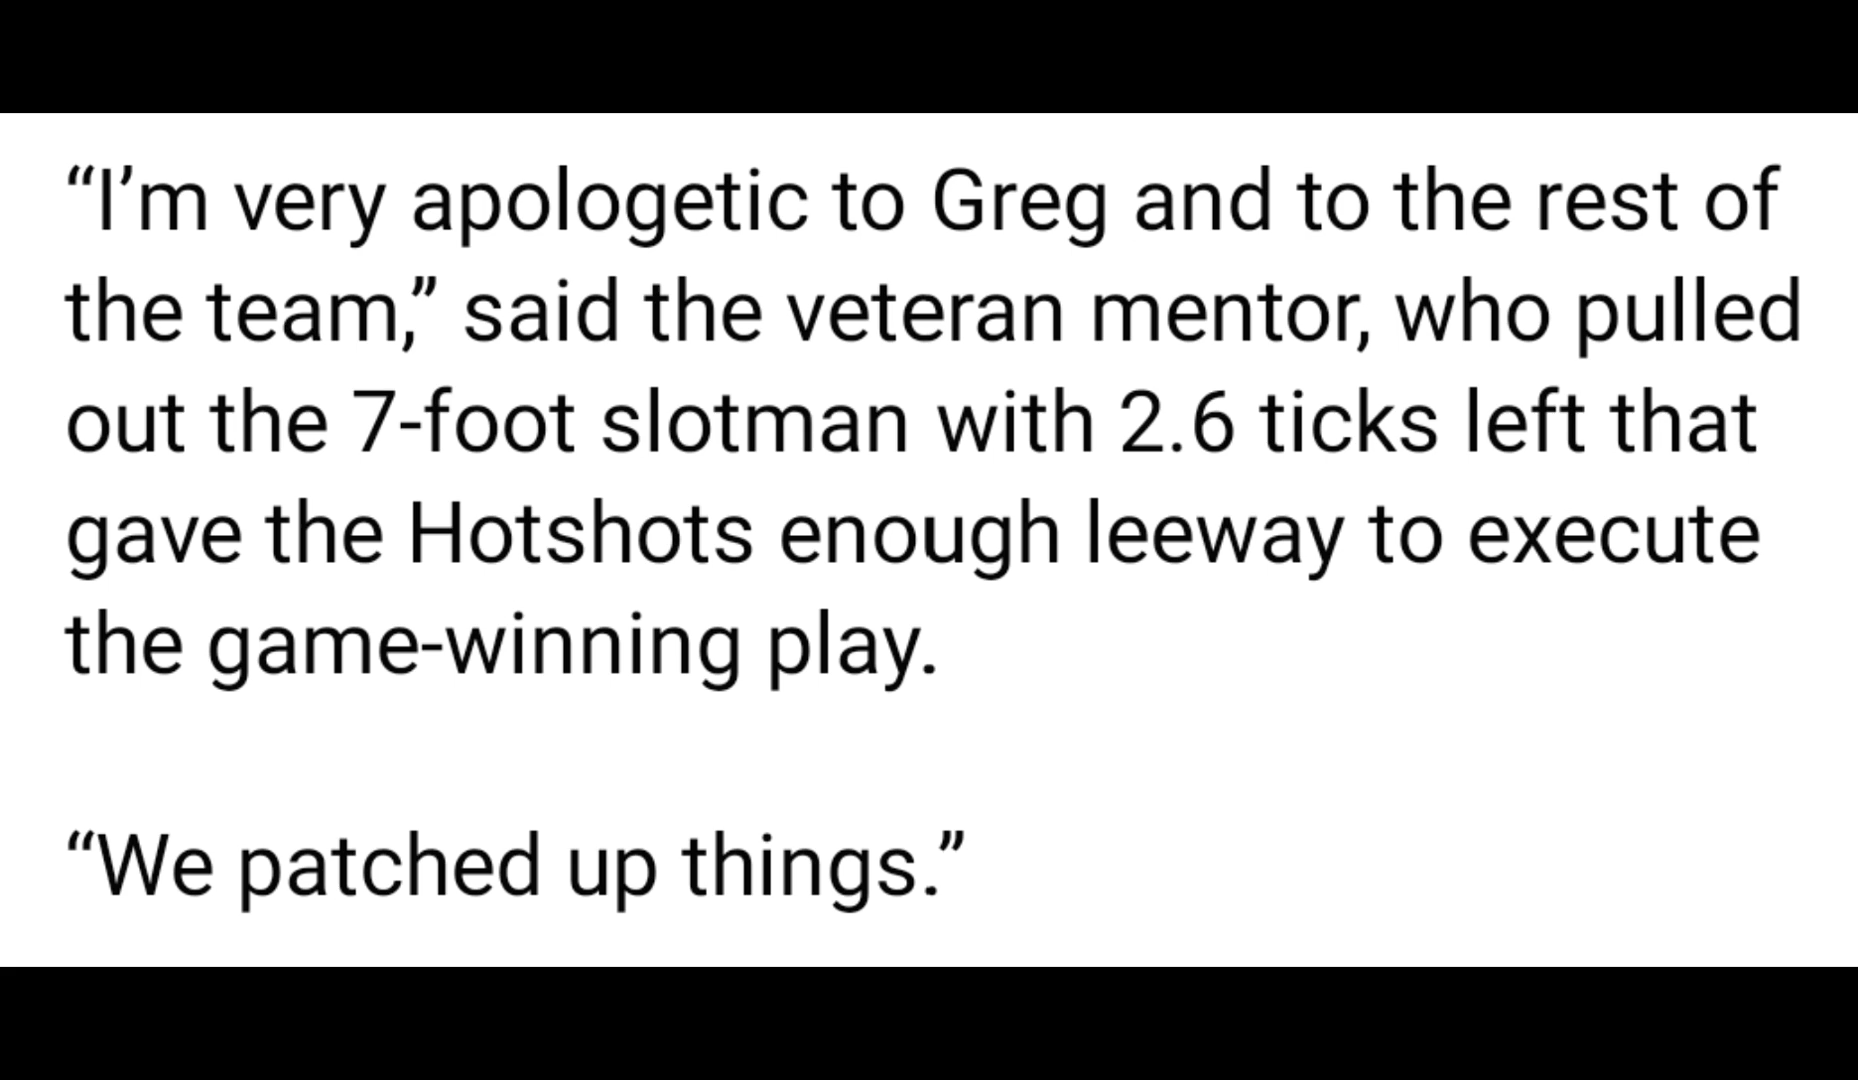 “I’m very apologetic to Greg and to the rest of
the team,” said the veteran mentor, who pulled
out the 7-foot slotman with 2.6 ticks left that
gave the Hotshots enough leeway to execute
the game-winning play.
“We patched up things.”